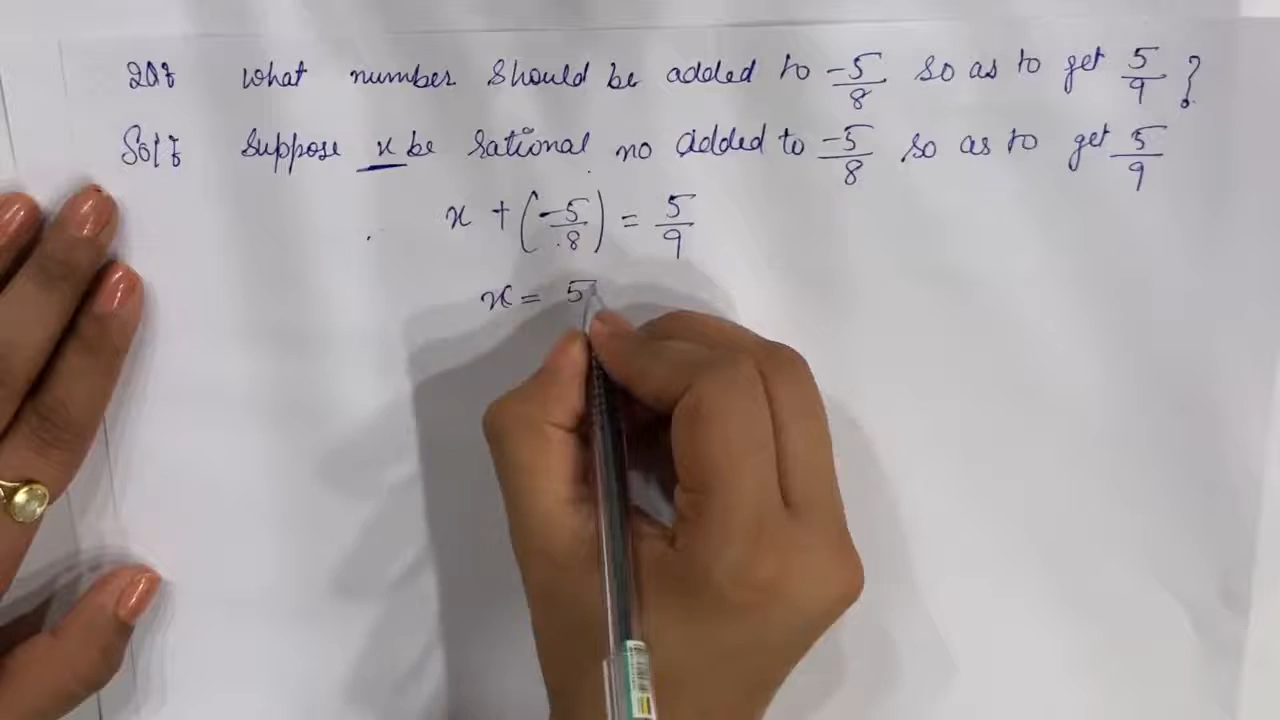 20% What number should be added to -5/8 so as to get 5/9?
Sol% Suppose x be rational no added to -5/8 so as to get 5/9
x + (-5/8) = 5/9
x = 5